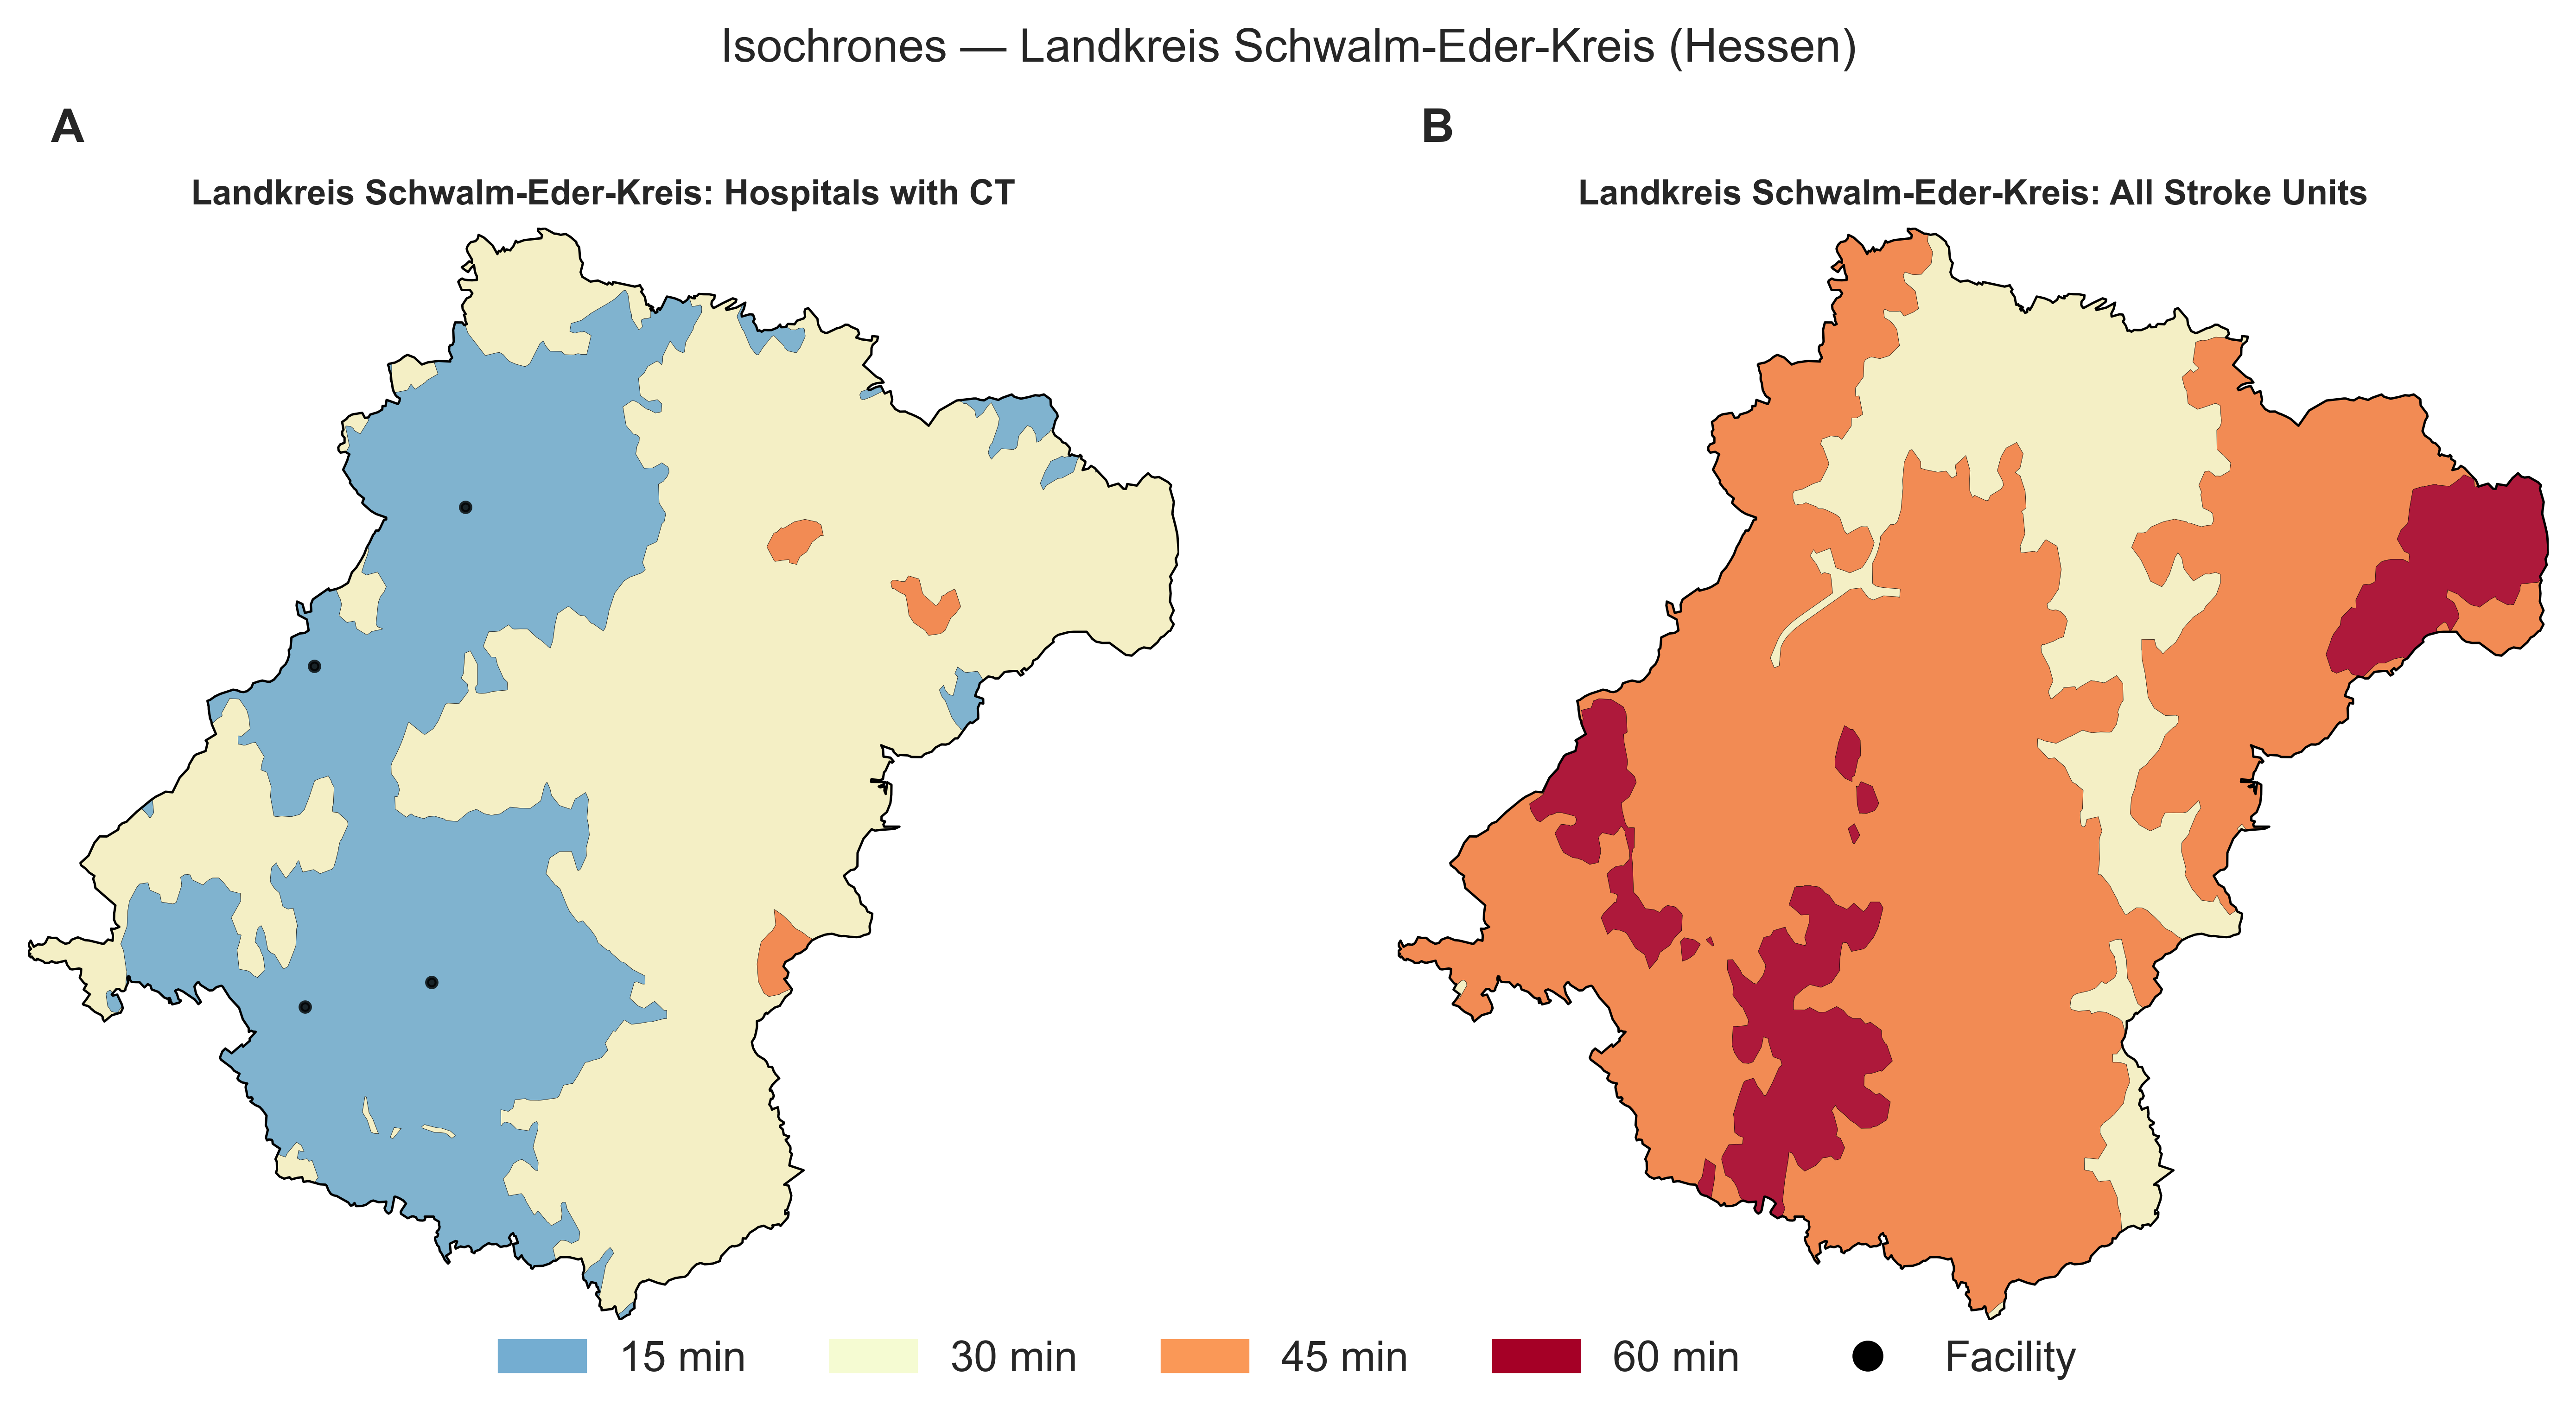 Isochrones — Landkreis Schwalm-Eder-Kreis (Hessen)
A
B
Landkreis Schwalm-Eder-Kreis: Hospitals with CT
Landkreis Schwalm-Eder-Kreis: All Stroke Units
15 min
30 min
45 min
60 min
Facility